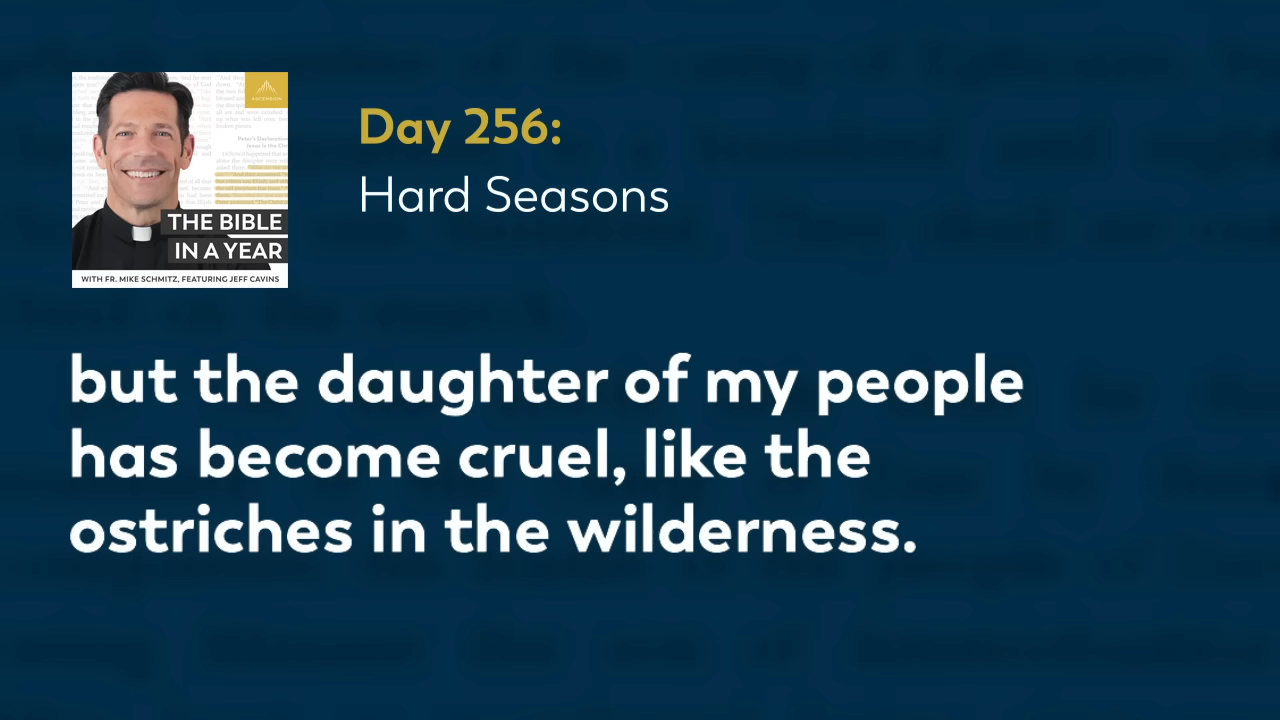 ASCENSION
THE BIBLE
IN A YEAR
WITH FR. MIKE SCHMITZ, FEATURING JEFF CAVINS
Day 256:
Hard Seasons
but the daughter of my people
has become cruel, like the
ostriches in the wilderness.